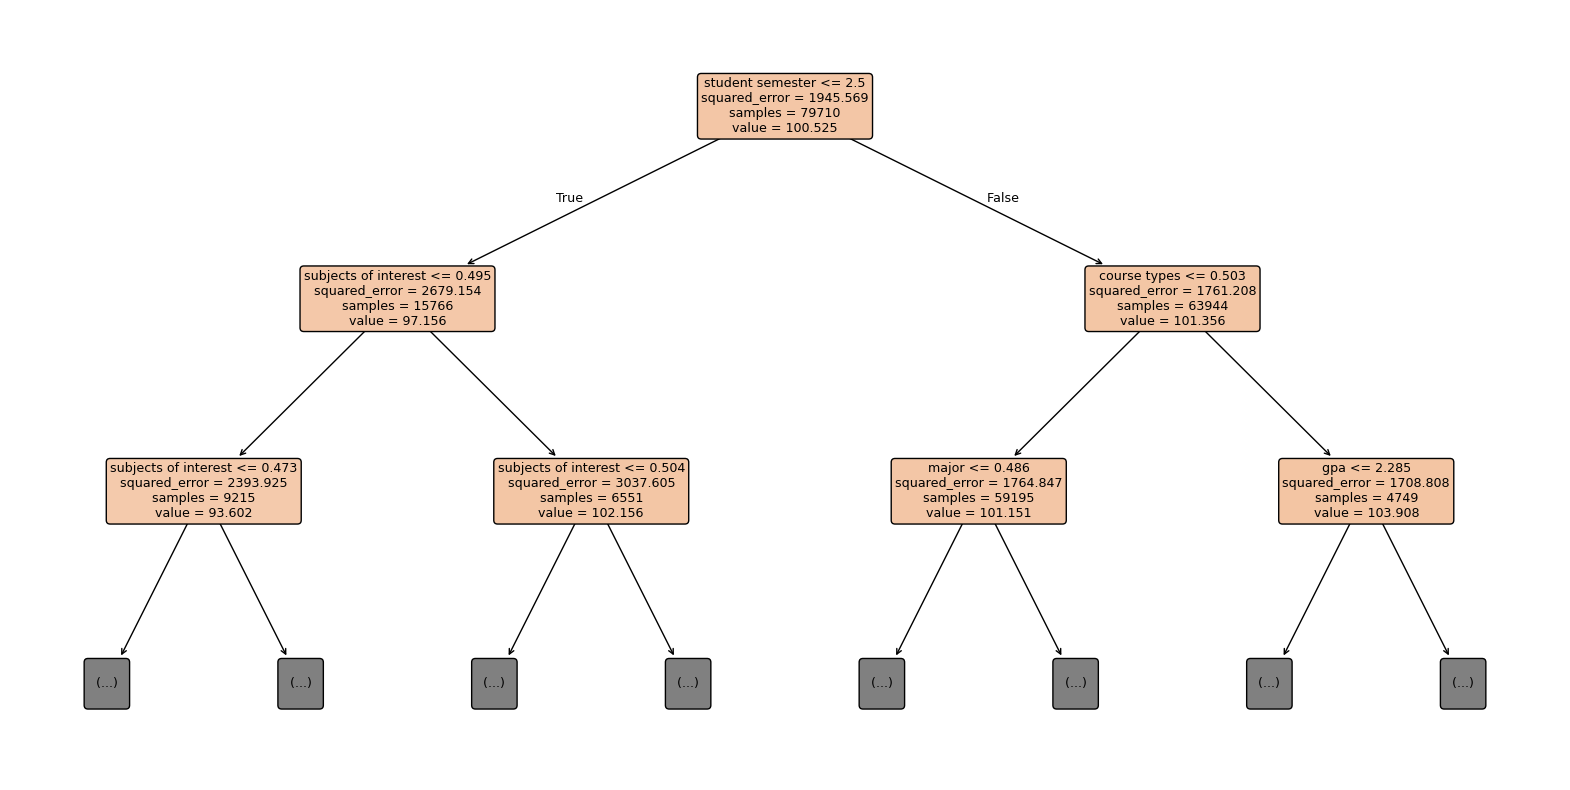 student semester <= 2.5
squared_error = 1945.569
samples = 79710
value = 100.525
True
False
subjects of interest <= 0.495
squared_error = 2679.154
samples = 15766
value = 97.156
course types <= 0.503
squared_error = 1761.208
samples = 63944
value = 101.356
subjects of interest <= 0.473
squared_error = 2393.925
samples = 9215
value = 93.602
subjects of interest <= 0.504
squared_error = 3037.605
samples = 6551
value = 102.156
major <= 0.486
squared_error = 1764.847
samples = 59195
value = 101.151
gpa <= 2.285
squared_error = 1708.808
samples = 4749
value = 103.908
(...)
(...)
(...)
(...)
(...)
(...)
(...)
(...)